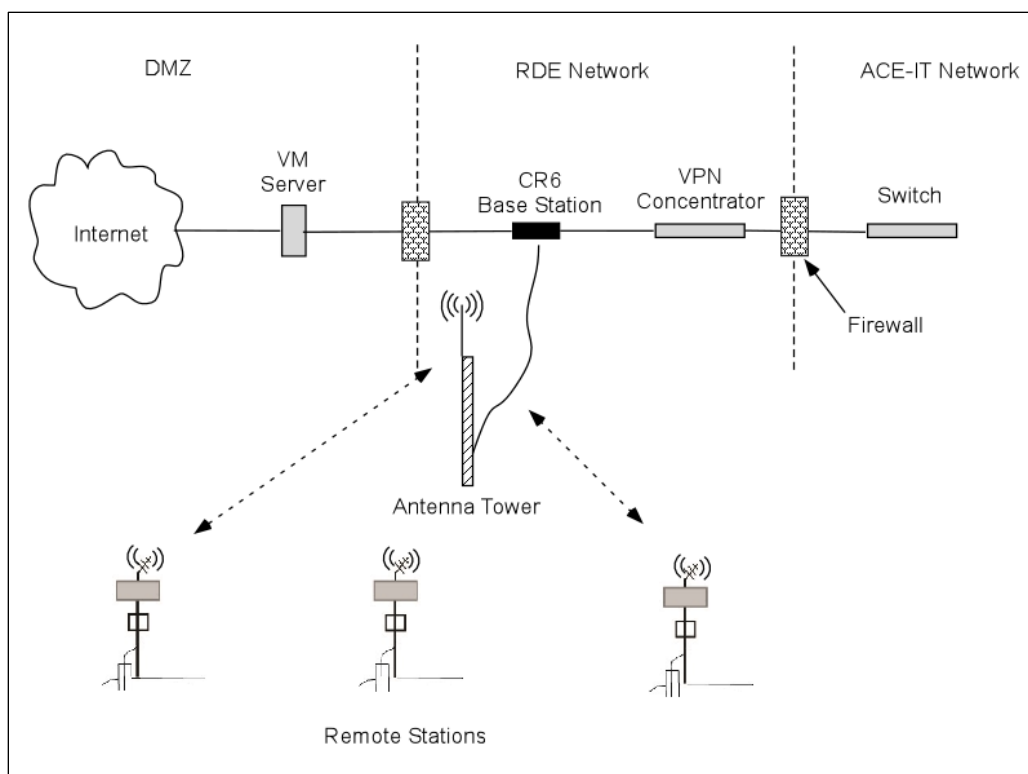 DMZ
RDE Network
ACE-IT Network
VM
Server
CR6
Base Station
VPN
Concentrator
Switch
Internet
Firewall
Antenna Tower
Remote Stations